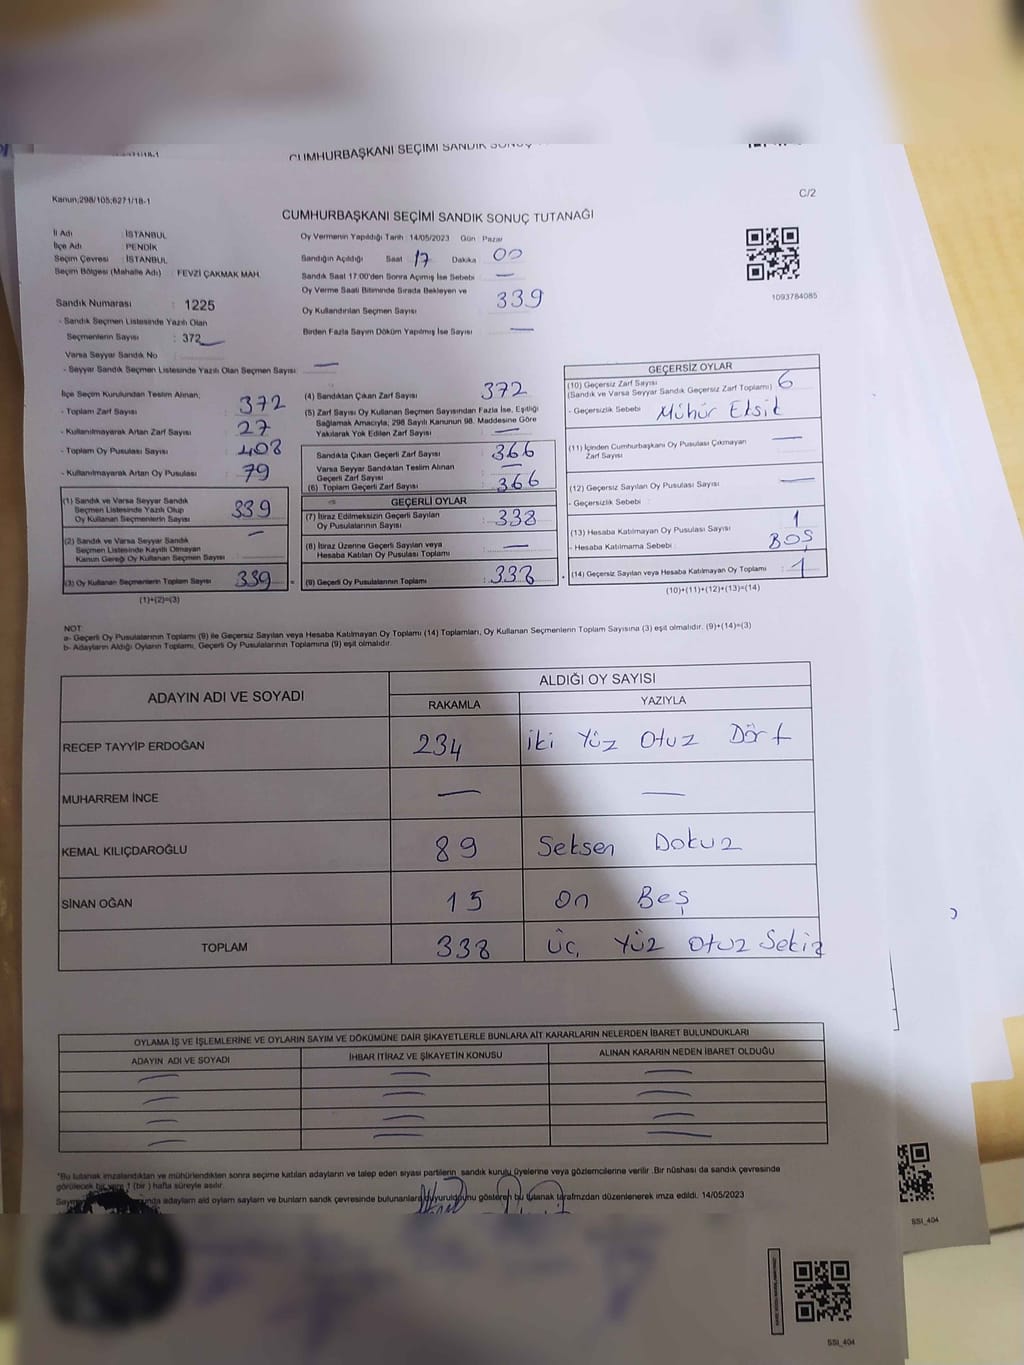 CUMHURBAŞKANI SEÇİMİ SANDIK
Kanun;298/105;6271/18-1
C/2
CUMHURBAŞKANI SEÇİMİ SANDIK SONUÇ TUTANAĞI
İl Adı : İSTANBUL
İlçe Adı : PENDİK
Seçim Çevresi : İSTANBUL
Seçim Bölgesi (Mahalle Adı) : FEVZİ ÇAKMAK MAH.
Oy Vermenin Yapıldığı Tarih : 14/05/2023 Gün : Pazar
Sandığın Açıldığı Saat 17 Dakika 00
Sandık Saat 17:00'den Sonra Açılmış İse Sebebi : —
Oy Verme Saati Bitiminde Sırada Bekleyen ve
Oy Kullandırılan Seçmen Sayısı : 339
Birden Fazla Sayım Döküm Yapılmış İse Sayısı : —
1093784085
Sandık Numarası : 1225
- Sandık Seçmen Listesinde Yazılı Olan
Seçmenlerin Sayısı : 372
Varsa Seyyar Sandık No
- Seyyar Sandık Seçmen Listesinde Yazılı Olan Seçmen Sayısı : —
İlçe Seçim Kurulundan Teslim Alınan;
- Toplam Zarf Sayısı : 372
- Kullanılmayarak Artan Zarf Sayısı : 27
- Toplam Oy Pusulası Sayısı : 408
- Kullanılmayarak Artan Oy Pusulası : 79
(1) Sandık ve Varsa Seyyar Sandık
Seçmen Listesinde Yazılı Olup
Oy Kullanan Seçmenlerin Sayısı : 339
(2) Sandık ve Varsa Seyyar Sandık
Seçmen Listesinde Kayıtlı Olmayan
Kanun Gereği Oy Kullanan Seçmen Sayısı : —
(3) Oy Kullanan Seçmenlerin Toplam Sayısı : 339
(1)+(2)=(3)
(4) Sandıktan Çıkan Zarf Sayısı : 372
(5) Zarf Sayısı Oy Kullanan Seçmen Sayısından Fazla İse, Eşitliği
Sağlamak Amacıyla; 298 Sayılı Kanunun 98. Maddesine Göre
Yakılarak Yok Edilen Zarf Sayısı : —
Sandıkta Çıkan Geçerli Zarf Sayısı : 366
Varsa Seyyar Sandıktan Teslim Alınan
Geçerli Zarf Sayısı : —
(6) Toplam Geçerli Zarf Sayısı : 366
GEÇERLİ OYLAR
(7) İtiraz Edilmeksizin Geçerli Sayılan
Oy Pusulalarının Sayısı : 338
(8) İtiraz Üzerine Geçerli Sayılan veya
Hesaba Katılan Oy Pusulası Toplamı : —
(9) Geçerli Oy Pusulalarının Toplamı : 338
GEÇERSİZ OYLAR
(10) Geçersiz Zarf Sayısı
(Sandık ve Varsa Seyyar Sandık Geçersiz Zarf Toplamı) : 6
- Geçersizlik Sebebi : Mühür Eksik
(11) İçinden Cumhurbaşkanı Oy Pusulası Çıkmayan
Zarf Sayısı : —
(12) Geçersiz Sayılan Oy Pusulası Sayısı : —
- Geçersizlik Sebebi :
(13) Hesaba Katılmayan Oy Pusulası Sayısı : 1
- Hesaba Katılmama Sebebi : BOŞ
(14) Geçersiz Sayılan veya Hesaba Katılmayan Oy Toplamı : 1
(10)+(11)+(12)+(13)=(14)
NOT:
a- Geçerli Oy Pusulalarının Toplamı (9) ile Geçersiz Sayılan veya Hesaba Katılmayan Oy Toplamı (14) Toplamları, Oy Kullanan Seçmenlerin Toplam Sayısına (3) eşit olmalıdır. (9)+(14)=(3)
b- Adayların Aldığı Oyların Toplamı, Geçerli Oy Pusulalarının Toplamına (9) eşit olmalıdır.
ADAYIN ADI VE SOYADI ALDIĞI OY SAYISI
RAKAMLA YAZIYLA
RECEP TAYYİP ERDOĞAN 234 İki Yüz Otuz Dört
MUHARREM İNCE — —
KEMAL KILIÇDAROĞLU 89 Seksen Dokuz
SİNAN OĞAN 15 On Beş
TOPLAM 338 Üç Yüz Otuz Sekiz
OYLAMA İŞ VE İŞLEMLERİNE VE OYLARIN SAYIM VE DÖKÜMÜNE DAİR ŞİKAYETLERLE BUNLARA AİT KARARLARIN NELERDEN İBARET BULUNDUKLARI
ADAYIN ADI VE SOYADI İHBAR İTİRAZ VE ŞİKAYETİN KONUSU ALINAN KARARIN NEDEN İBARET OLDUĞU
— — —
— — —
— — —
— — —
*Bu tutanak imzalandıktan ve mühürlendikten sonra seçime katılan adayların ve talep eden siyasi partilerin sandık kurulu üyelerine veya gözlemcilerine verilir .Bir nüshası da sandık çevresinde
görülecek bir yere 1 (bir ) hafta süreyle asılır.
adayların ald oyların sayıların ve bunların sandık çevresinde bulunanlara duyurulduğunu gösteren bu tutanak tarafımızdan düzenlenerek imza edildi. 14/05/2023
SSI_404
SSI_404